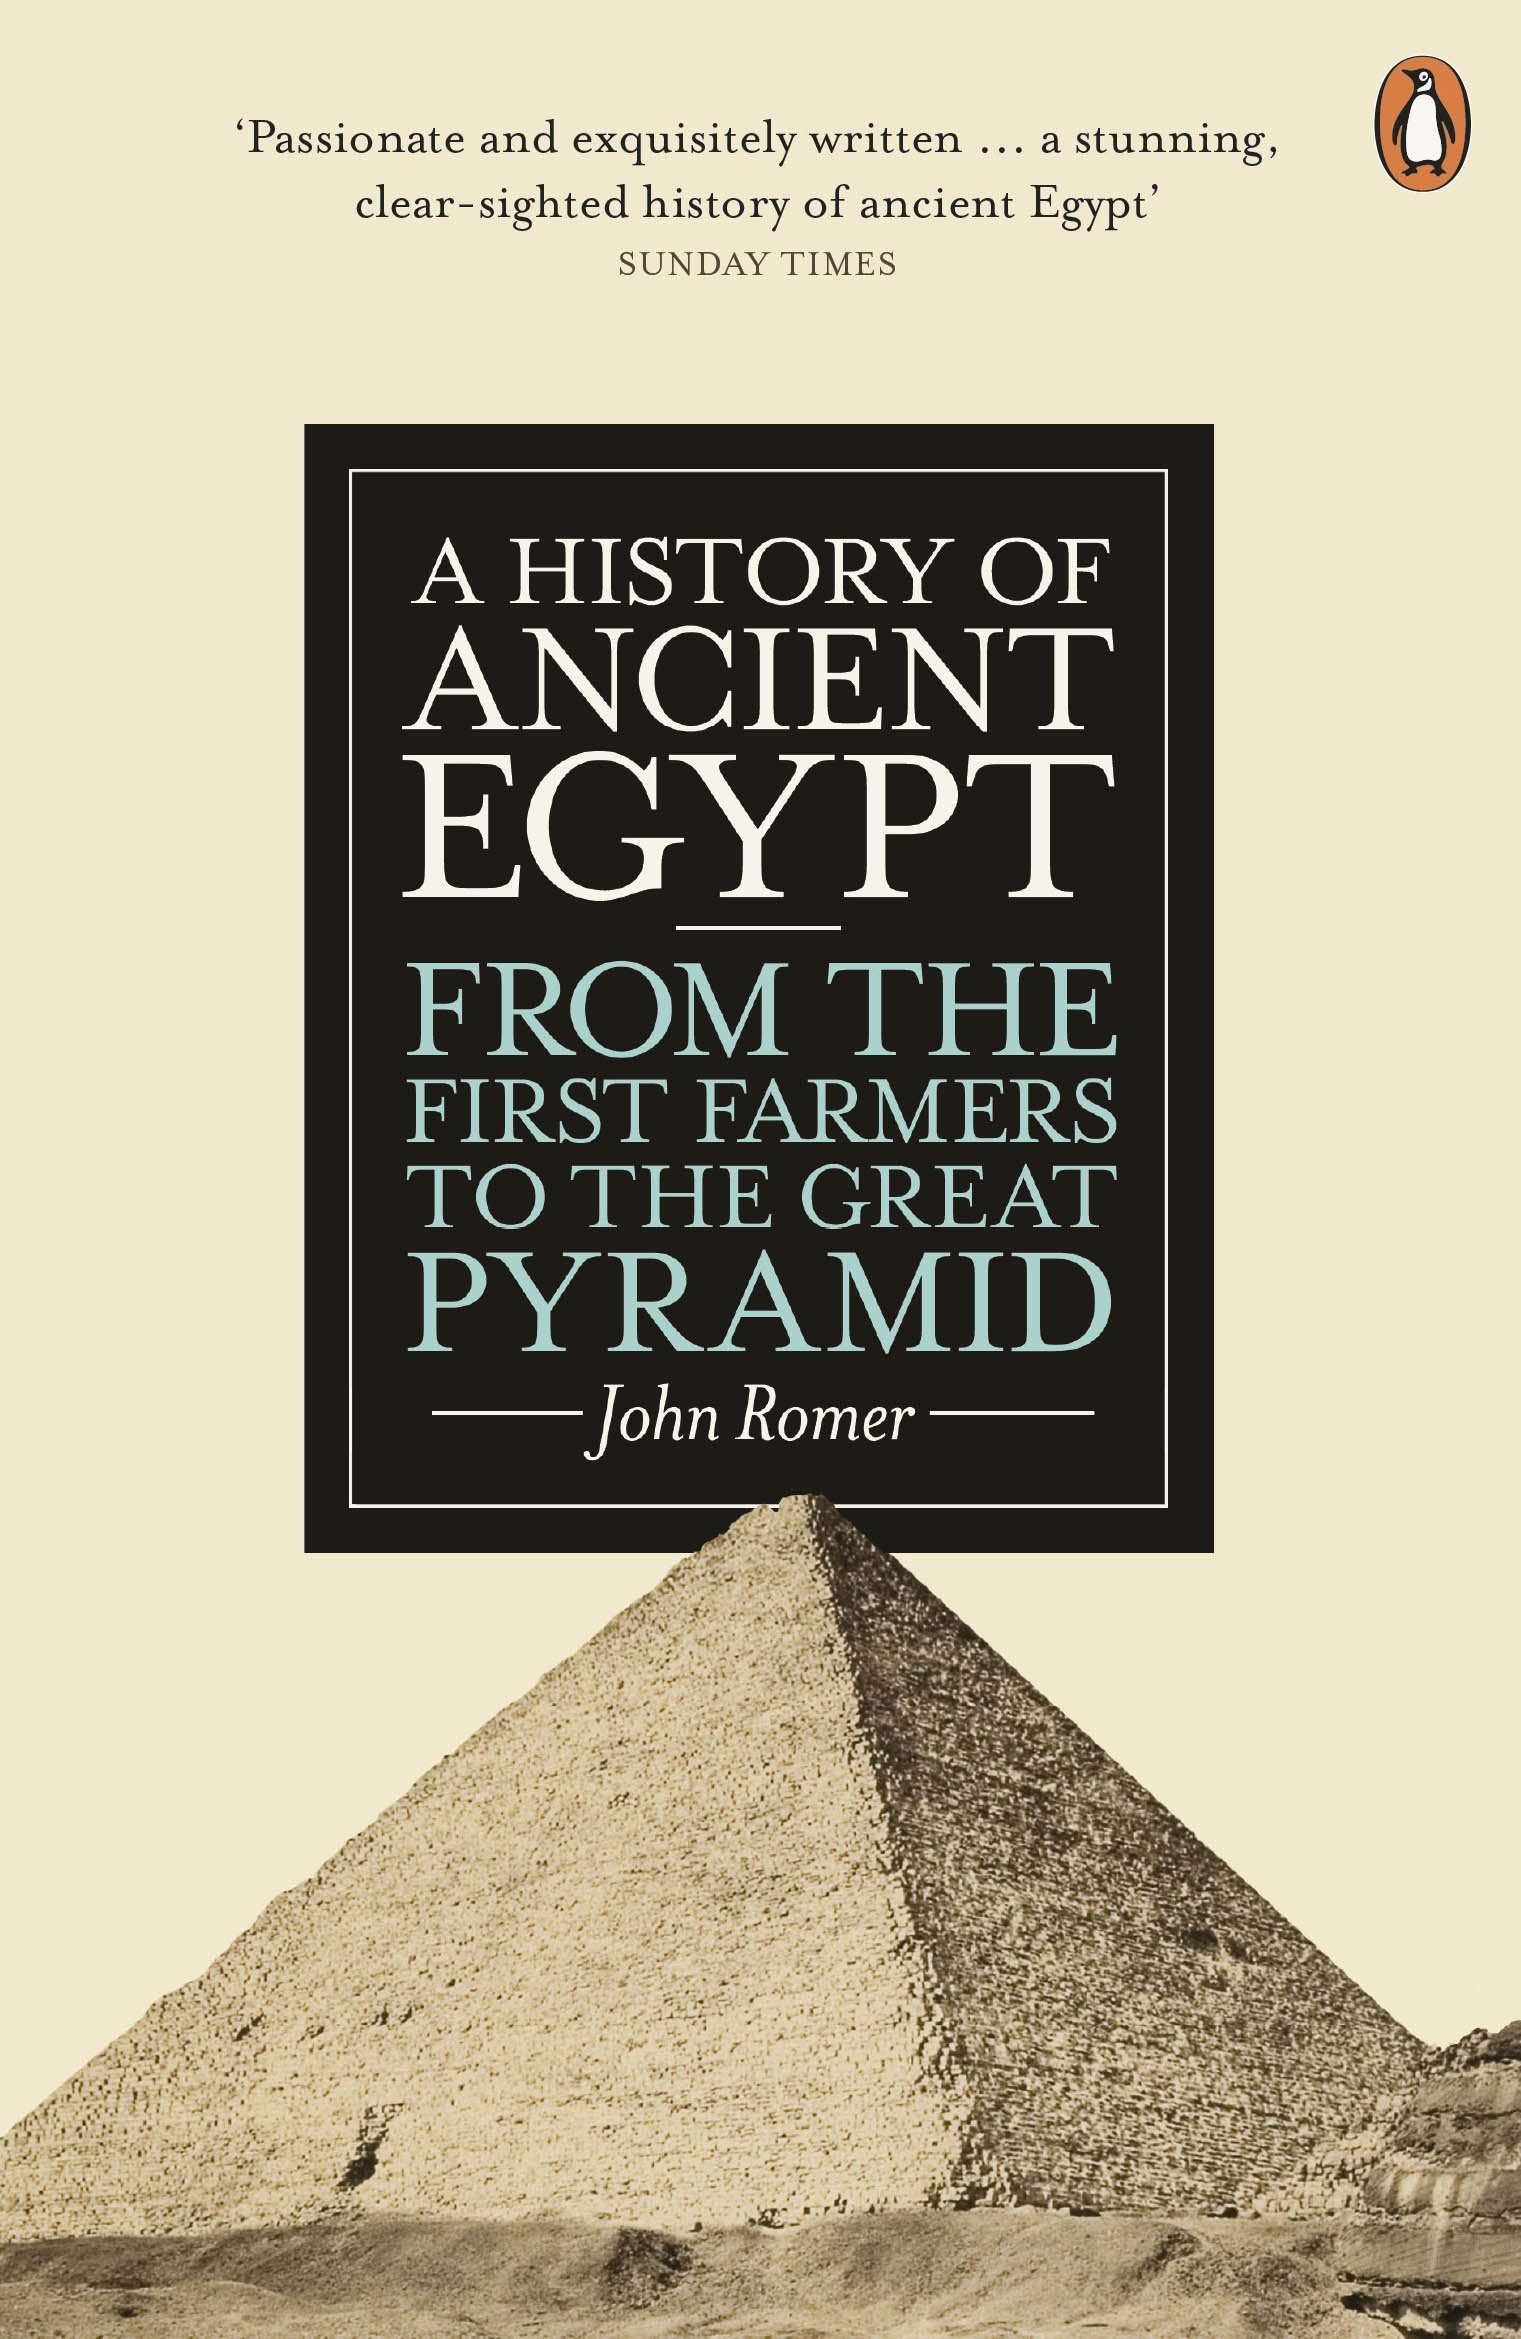 ‘Passionate and exquisitely written … a stunning,
clear-sighted history of ancient Egypt’
SUNDAY TIMES
A HISTORY OF
ANCIENT
EGYPT
FROM THE
FIRST FARMERS
TO THE GREAT
PYRAMID
John Romer